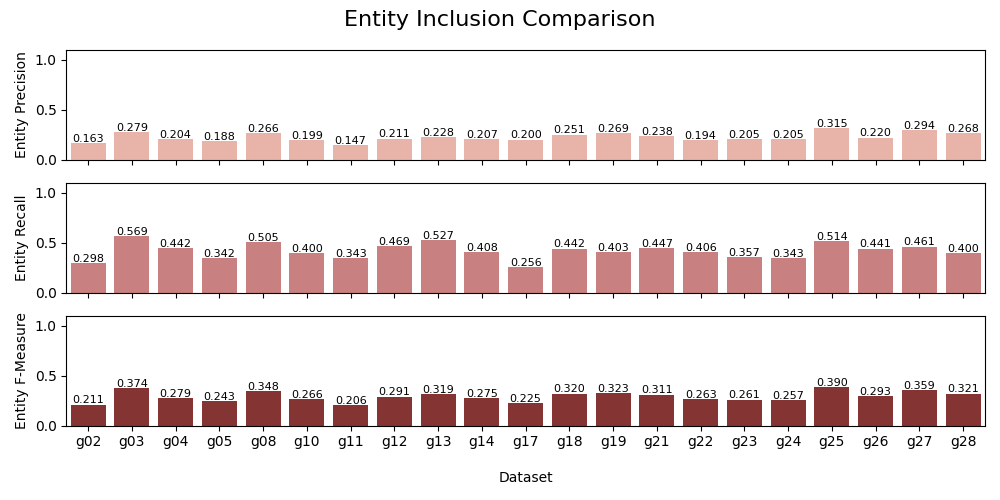 Entity Inclusion Comparison
Entity Precision
1.0
0.5
0.0
0.163 0.279 0.204 0.188 0.266 0.199 0.147 0.211 0.228 0.207 0.200 0.251 0.269 0.238 0.194 0.205 0.205 0.315 0.220 0.294 0.268
Entity Recall
1.0
0.5
0.0
0.298 0.569 0.442 0.342 0.505 0.400 0.343 0.469 0.527 0.408 0.256 0.442 0.403 0.447 0.406 0.357 0.343 0.514 0.441 0.461 0.400
Entity F-Measure
1.0
0.5
0.0
0.211 0.374 0.279 0.243 0.348 0.266 0.206 0.291 0.319 0.275 0.225 0.320 0.323 0.311 0.263 0.261 0.257 0.390 0.293 0.359 0.321
g02 g03 g04 g05 g08 g10 g11 g12 g13 g14 g17 g18 g19 g21 g22 g23 g24 g25 g26 g27 g28
Dataset